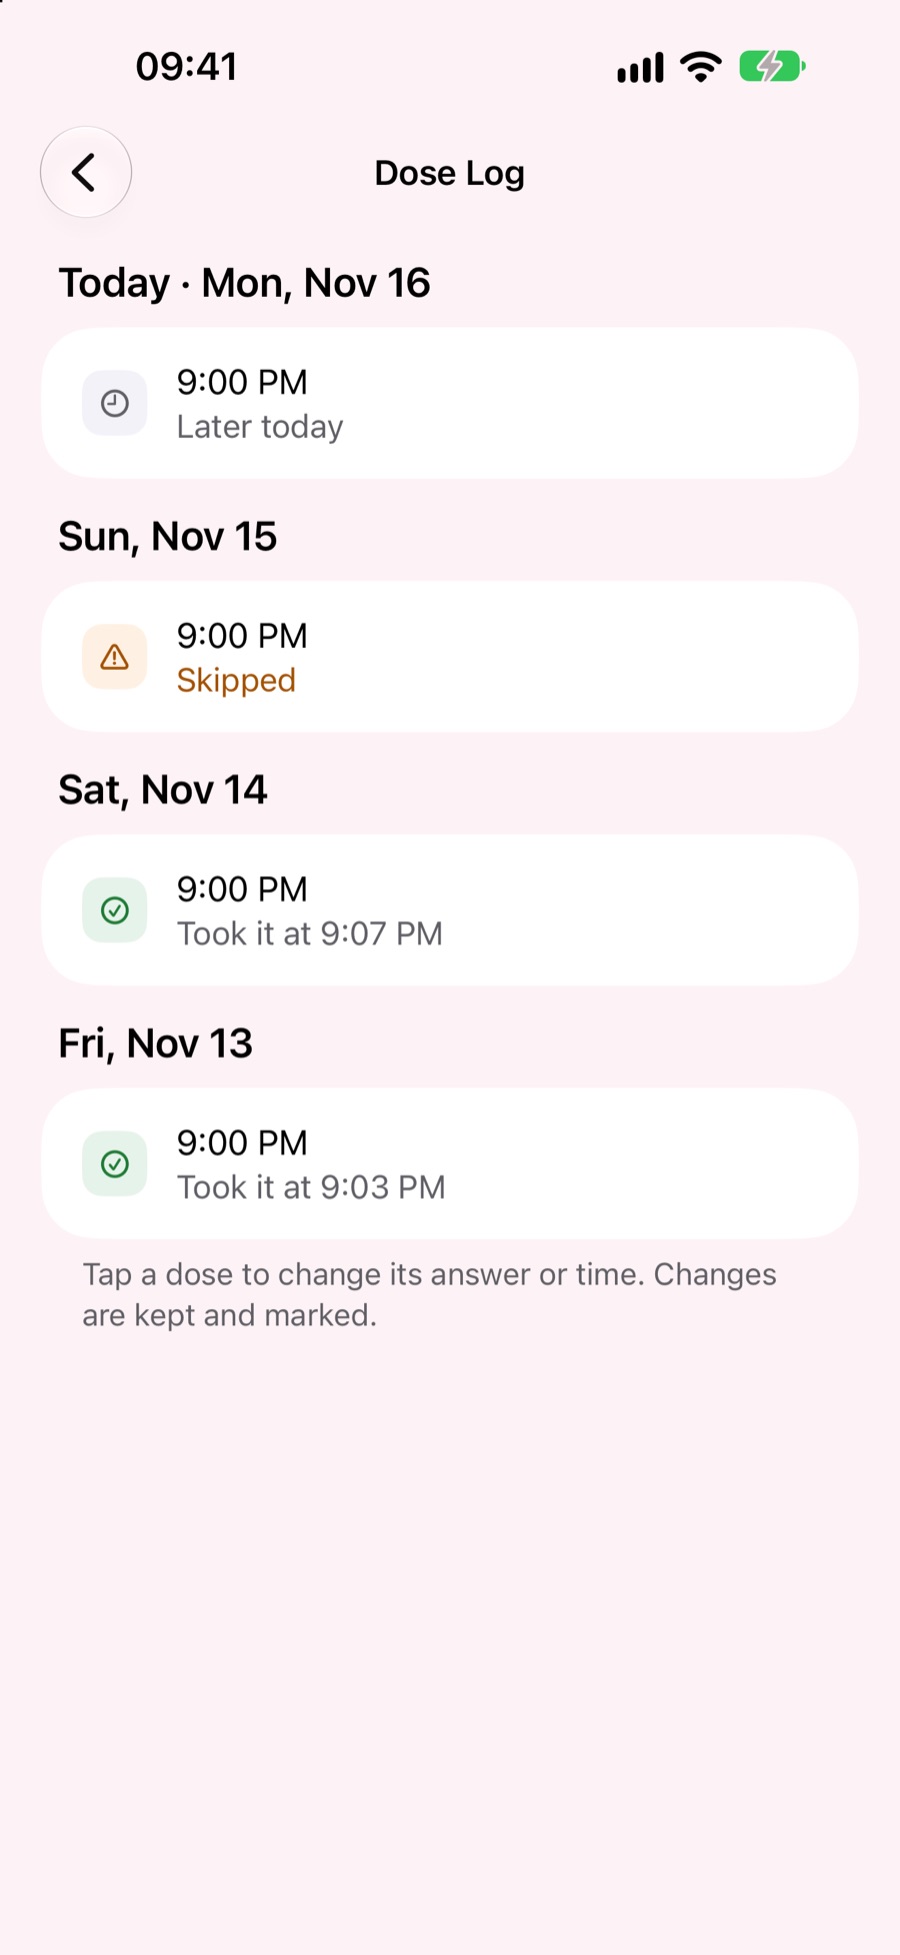 09:41
Dose Log
Today · Mon, Nov 16
9:00 PM
Later today
Sun, Nov 15
9:00 PM
Skipped
Sat, Nov 14
9:00 PM
Took it at 9:07 PM
Fri, Nov 13
9:00 PM
Took it at 9:03 PM
Tap a dose to change its answer or time. Changes
are kept and marked.